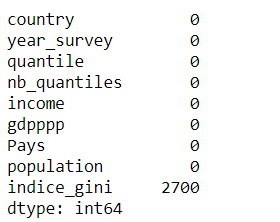 country 0
year_survey 0
quantile 0
nb_quantiles 0
income 0
gdpppp 0
Pays 0
population 0
indice_gini 2700
dtype: int64